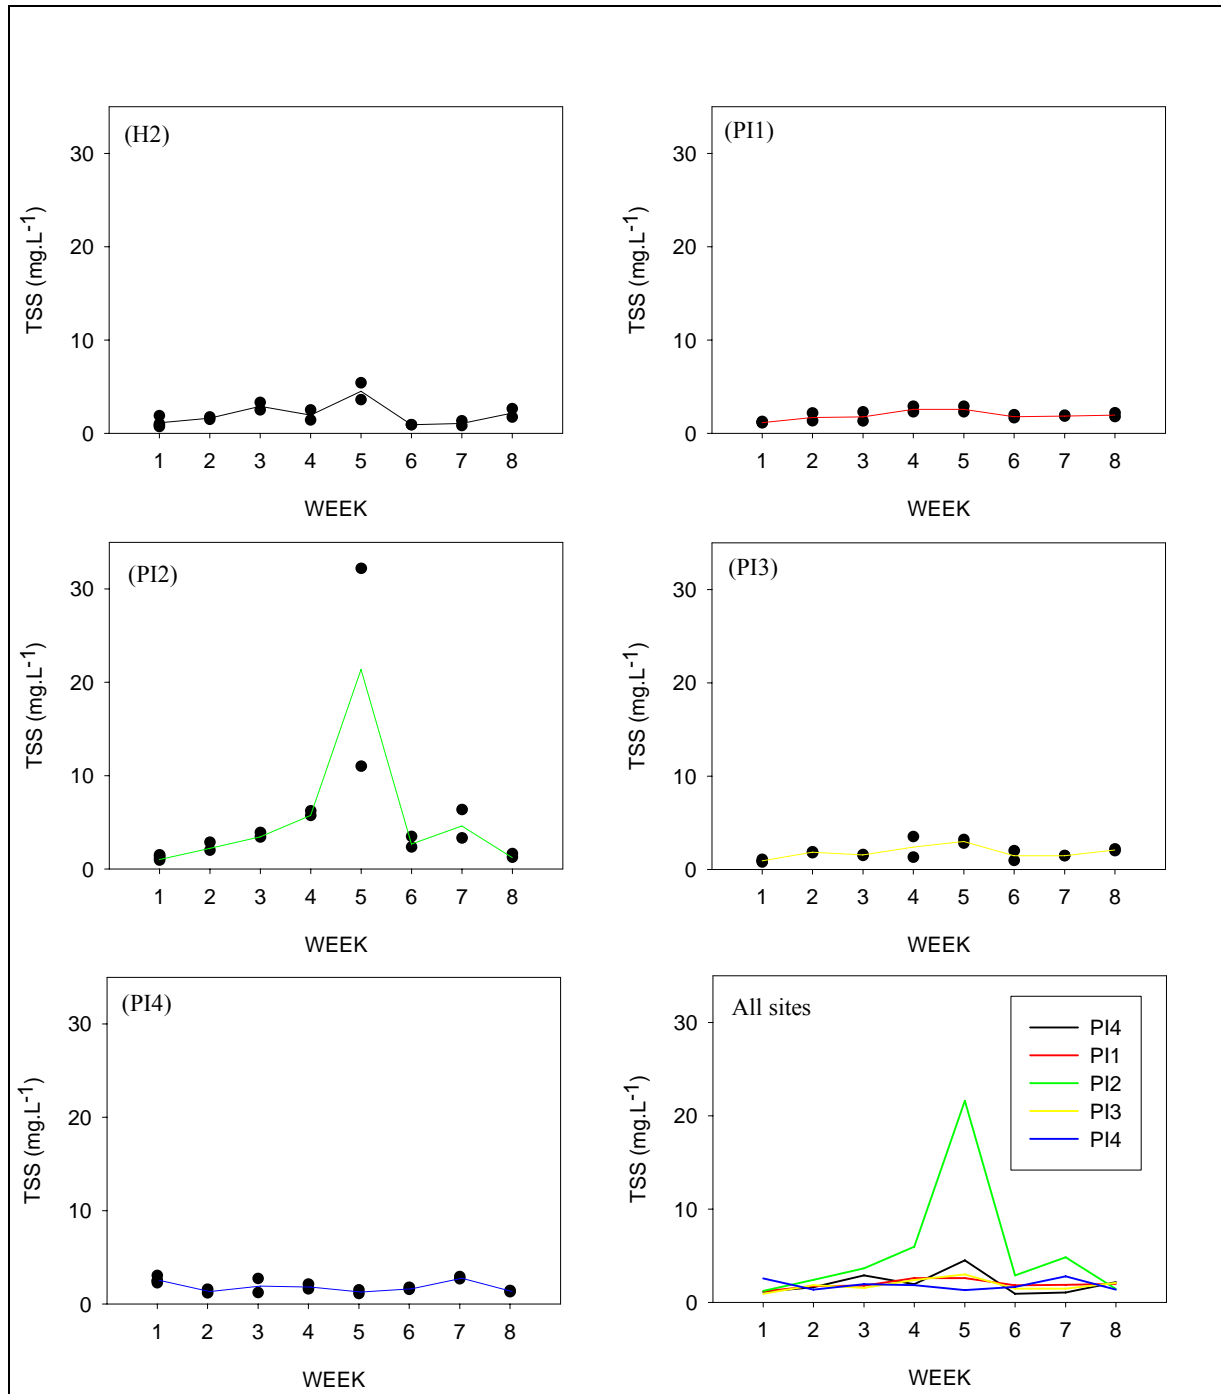 (H2)
30
20
10
0
TSS (mg.L-1)
1 2 3 4 5 6 7 8
WEEK
(PI1)
30
20
10
0
TSS (mg.L-1)
1 2 3 4 5 6 7 8
WEEK
(PI2)
30
20
10
0
TSS (mg.L-1)
1 2 3 4 5 6 7 8
WEEK
(PI3)
30
20
10
0
TSS (mg.L-1)
1 2 3 4 5 6 7 8
WEEK
(PI4)
30
20
10
0
TSS (mg.L-1)
1 2 3 4 5 6 7 8
WEEK
All sites
PI4
PI1
PI2
PI3
PI4
30
20
10
0
TSS (mg.L-1)
1 2 3 4 5 6 7 8
WEEK